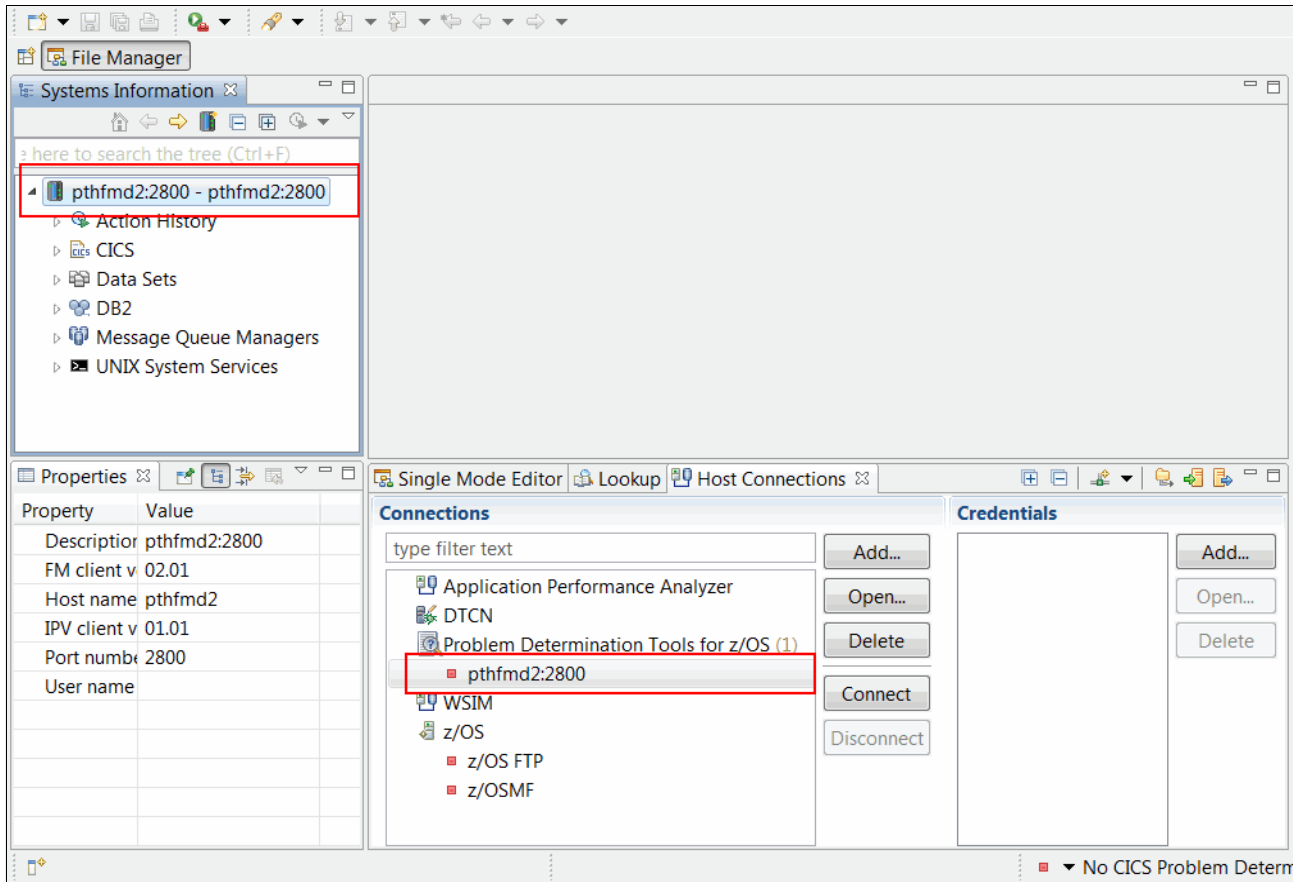 File Manager
Systems Information
here to search the tree (Ctrl+F)
pthfmd2:2800 - pthfmd2:2800
Action History
CICS
Data Sets
DB2
Message Queue Managers
UNIX System Services
Properties
Property Value
Description pthfmd2:2800
FM client v 02.01
Host name pthfmd2
IPV client v 01.01
Port numbe 2800
User name
Single Mode Editor Lookup Host Connections
Connections
type filter text
Application Performance Analyzer
DTCN
Problem Determination Tools for z/OS (1)
pthfmd2:2800
WSIM
z/OS
z/OS FTP
z/OSMF
Add...
Open...
Delete
Connect
Disconnect
Credentials
Add...
Open...
Delete
No CICS Problem Determ